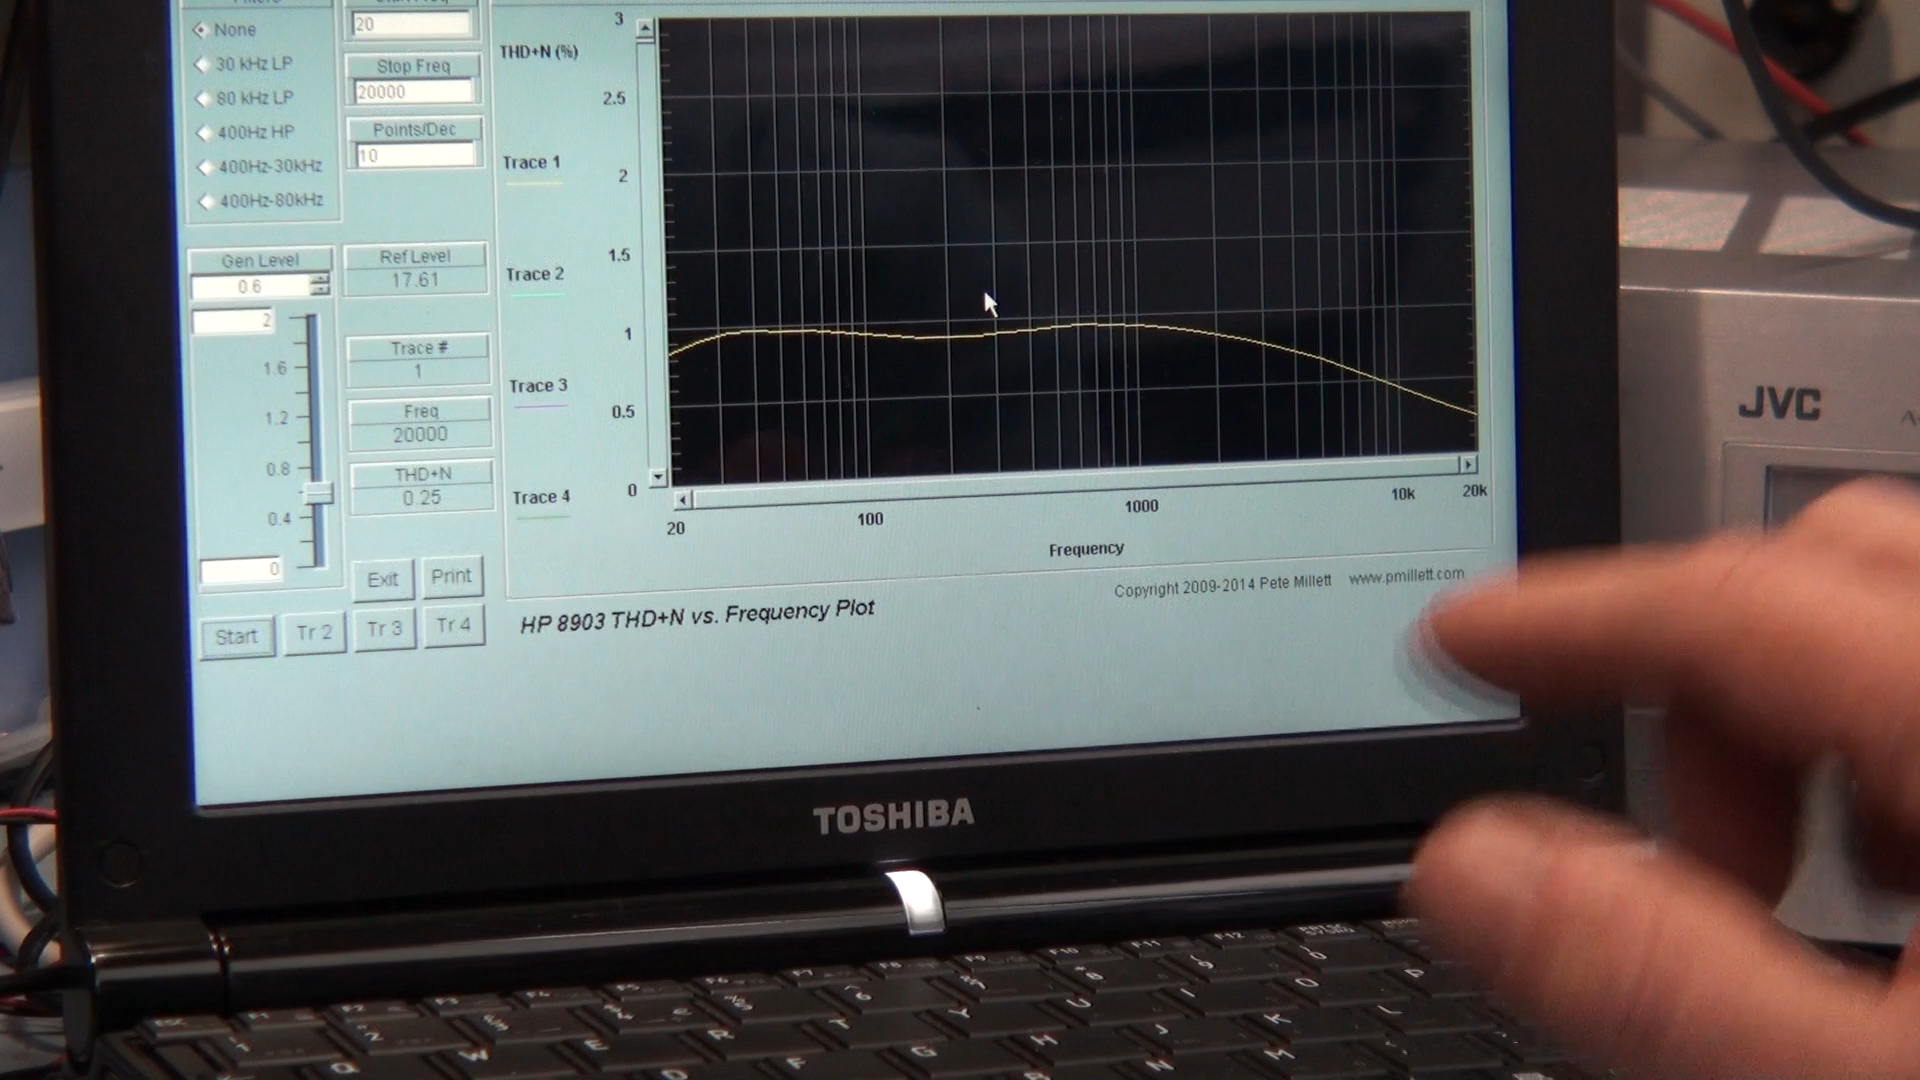 None
30 kHz LP
80 kHz LP
400Hz HP
400Hz-30kHz
400Hz-80kHz
20
Stop Freq
20000
Points/Dec
10
Gen Level
0.6
2
1.6
1.2
0.8
0.4
0
Ref Level
17.61
Trace #
1
Freq
20000
THD+N
0.25
Exit
Print
Start
Tr 2
Tr 3
Tr 4
THD+N (%)
Trace 1
Trace 2
Trace 3
Trace 4
3
2.5
2
1.5
1
0.5
0
20
100
1000
10k
20k
Frequency
HP 8903 THD+N vs. Frequency Plot
Copyright 2009-2014 Pete Millett www.pmillett.com
TOSHIBA
JVC